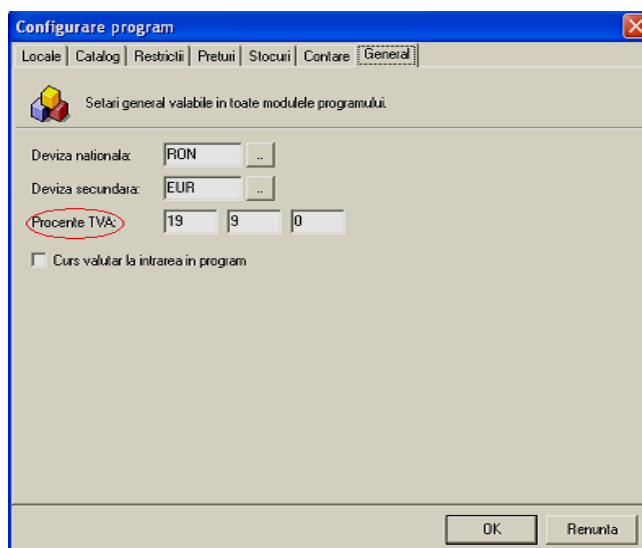 Configurare program
Locale Catalog Restrictii Preturi Stocuri Contare General
Setari general valabile in toate modulele programului.
Deviza nationala: RON ..
Deviza secundara: EUR ..
Procente TVA: 19 9 0
Curs valutar la intrarea in program
OK Renunta